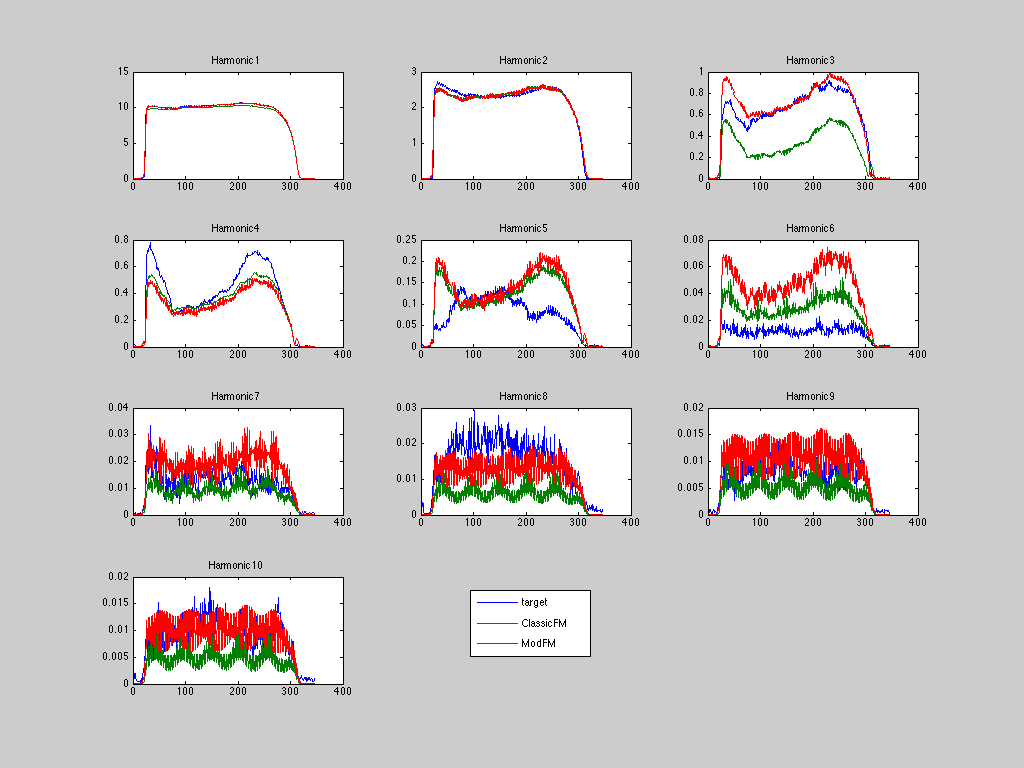 Harmonic1
15
10
5
0
0 100 200 300 400
Harmonic2
3
2
1
0
0 100 200 300 400
Harmonic3
1
0.8
0.6
0.4
0.2
0
0 100 200 300 400
Harmonic4
0.8
0.6
0.4
0.2
0
0 100 200 300 400
Harmonic5
0.25
0.2
0.15
0.1
0.05
0
0 100 200 300 400
Harmonic6
0.08
0.06
0.04
0.02
0
0 100 200 300 400
Harmonic7
0.04
0.03
0.02
0.01
0
0 100 200 300 400
Harmonic8
0.03
0.02
0.01
0
0 100 200 300 400
Harmonic9
0.02
0.015
0.01
0.005
0
0 100 200 300 400
Harmonic10
0.02
0.015
0.01
0.005
0
0 100 200 300 400
target
ClassicFM
ModFM